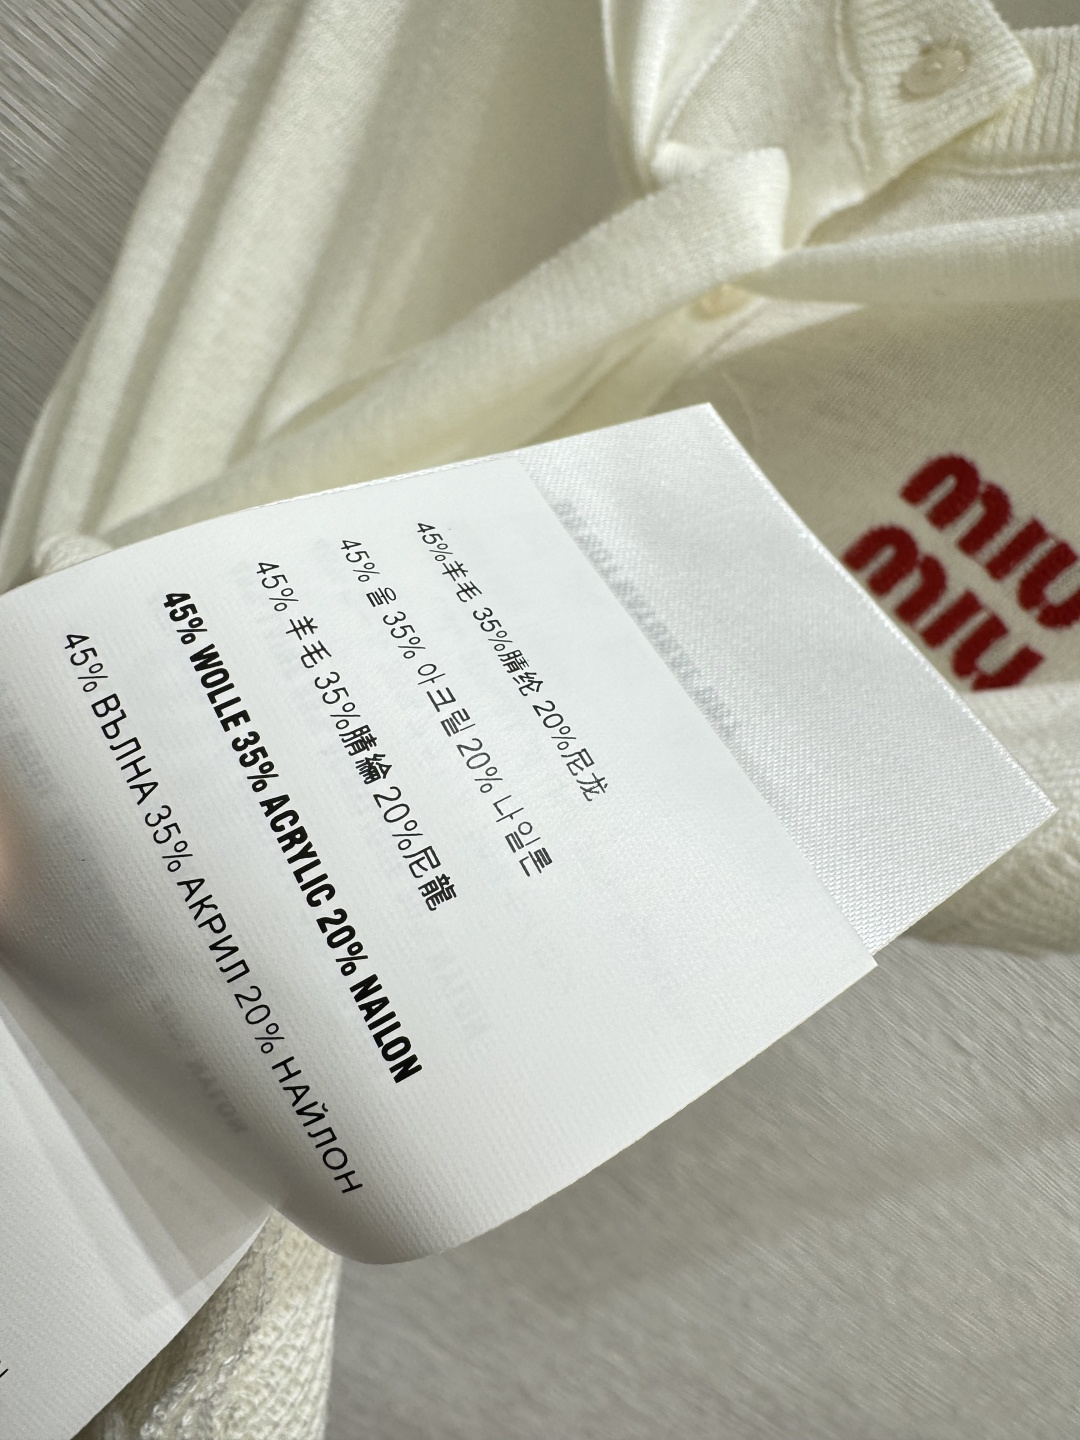 45%羊毛 35%腈纶 20%尼龙
45% 울 35% 아크릴 20% 나일론
45% 羊毛 35%腈綸 20%尼龍
45% WOLLE 35% ACRYLIC 20% NAILON
45% ВЪЛНА 35% АКРИЛ 20% НАЙЛОН
MIU
MIU